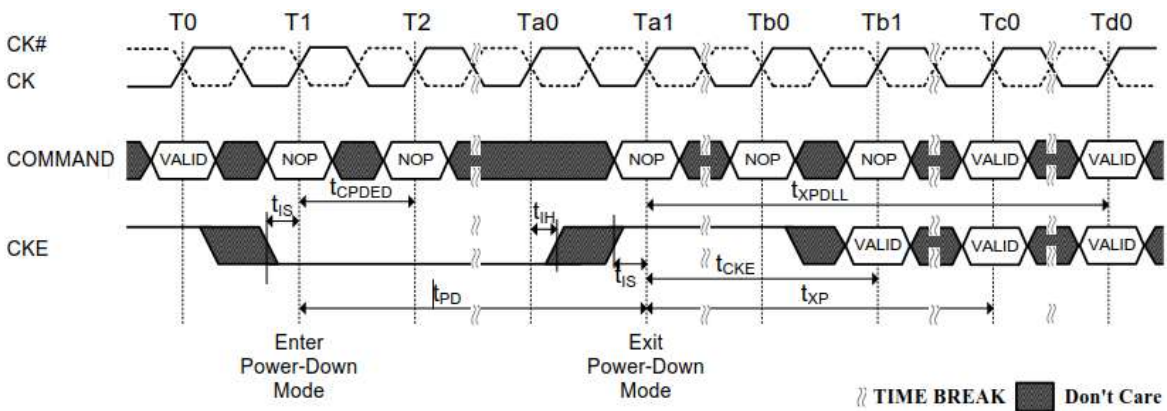 T0 T1 T2 Ta0 Ta1 Tb0 Tb1 Tc0 Td0
CK#
CK
COMMAND VALID NOP NOP NOP NOP NOP VALID VALID
tCPDED tXPDLL
tIS tIH
CKE VALID VALID VALID
tIS tCKE
tPD tXP
Enter
Power-Down
Mode
Exit
Power-Down
Mode
TIME BREAK Don't Care